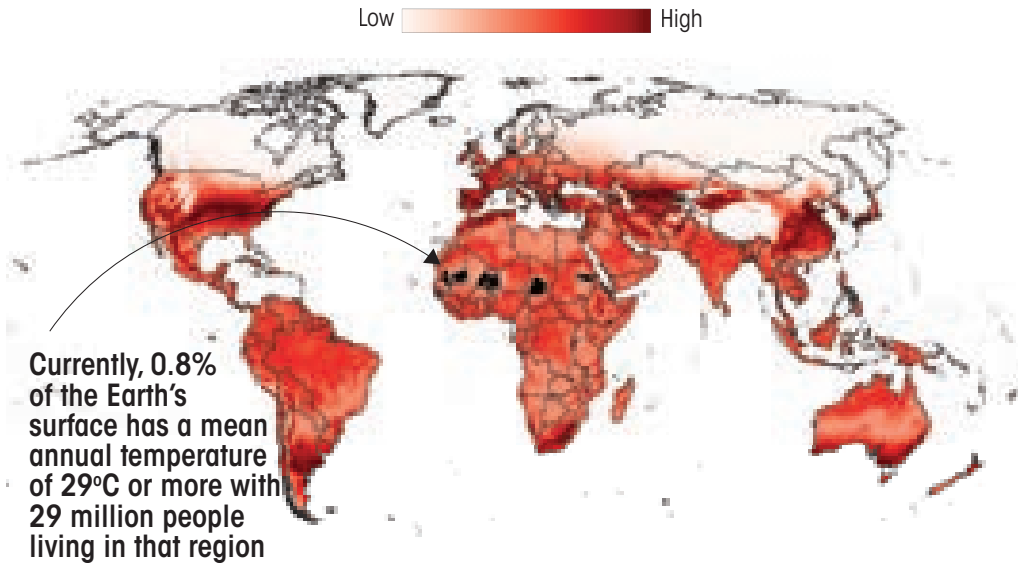 Low High
Currently, 0.8%
of the Earth's
surface has a mean
annual temperature
of 29ºC or more with
29 million people
living in that region